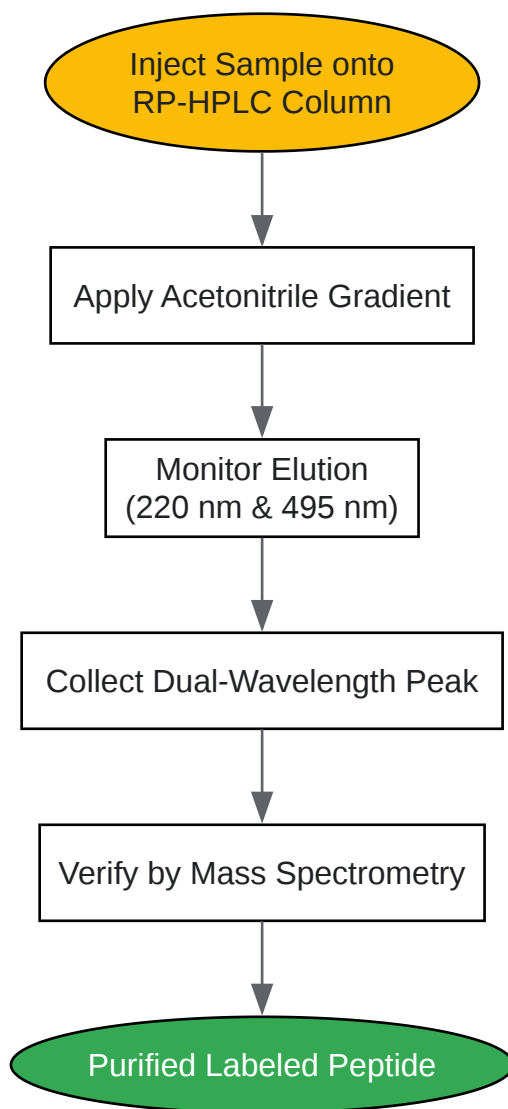 Inject Sample onto
RP-HPLC Column
Apply Acetonitrile Gradient
Monitor Elution
(220 nm & 495 nm)
Collect Dual-Wavelength Peak
Verify by Mass Spectrometry
Purified Labeled Peptide